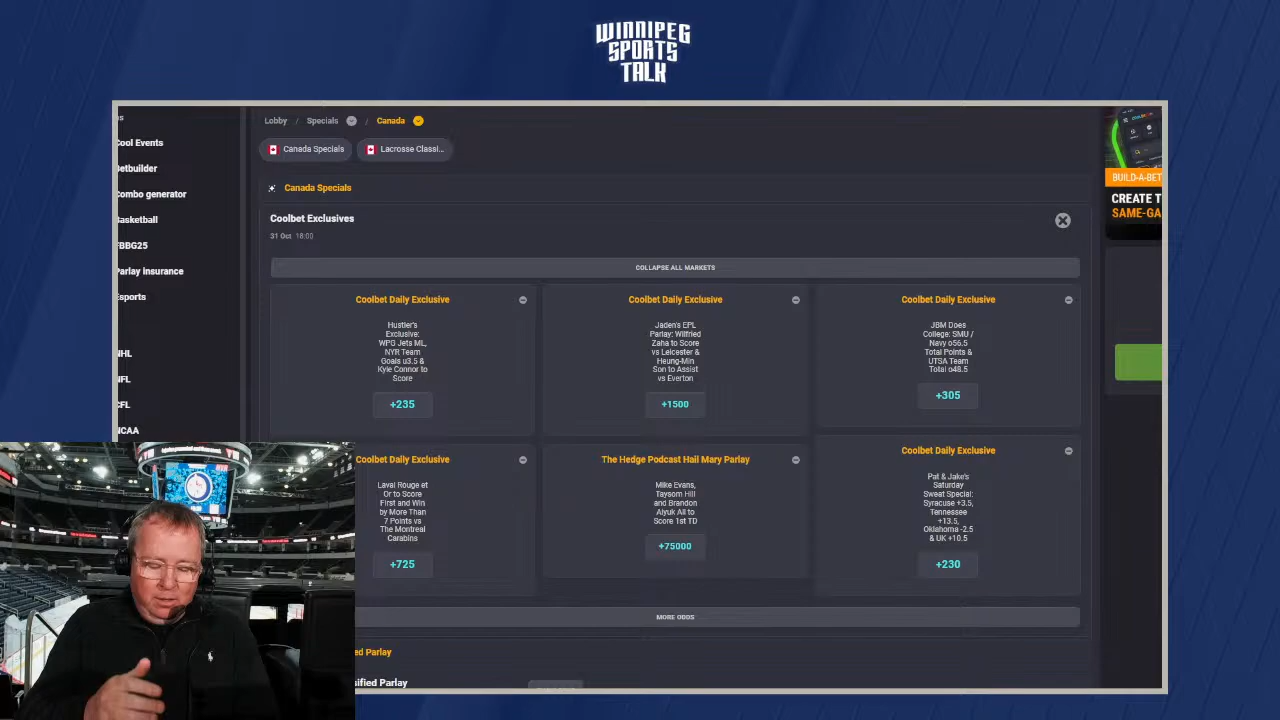 WINNIPEG
SPORTS
TALK
Lobby / Specials / Canada
Canada Specials
Lacrosse Classi...
Cool Events
Betbuilder
Combo generator
Basketball
FBBG25
Parlay Insurance
Esports
NHL
NFL
CFL
NCAA
Canada Specials
Coolbet Exclusives
31 Oct 18:00
COLLAPSE ALL MARKETS
Coolbet Daily Exclusive
Hustler's
Exclusive:
WPG Jets ML,
NYR Team
Goals u3.5 &
Kyle Connor to
Score
+235
Coolbet Daily Exclusive
Jaden's EPL
Parlay: Wilfried
Zaha to Score
vs Leicester &
Heung-Min
Son to Assist
vs Everton
+1500
Coolbet Daily Exclusive
JBM Does
College: SMU /
Navy o56.5
Total Points &
UTSA Team
Total o48.5
+305
Coolbet Daily Exclusive
Laval Rouge et
Or to Score
First and Win
by More Than
7 Points vs
The Montreal
Carabins
+725
The Hedge Podcast Hail Mary Parlay
Mike Evans,
Taysom Hill
and Brandon
Aiyuk All to
Score 1st TD
+75000
Coolbet Daily Exclusive
Pat & Jake's
Saturday
Sweat Special:
Syracuse +3.5,
Tennessee
+13.5,
Oklahoma -2.5
& UK +10.5
+230
MORE ODDS
ed Parlay
sified Parlay
BUILD-A-BET
CREATE T
SAME-GA